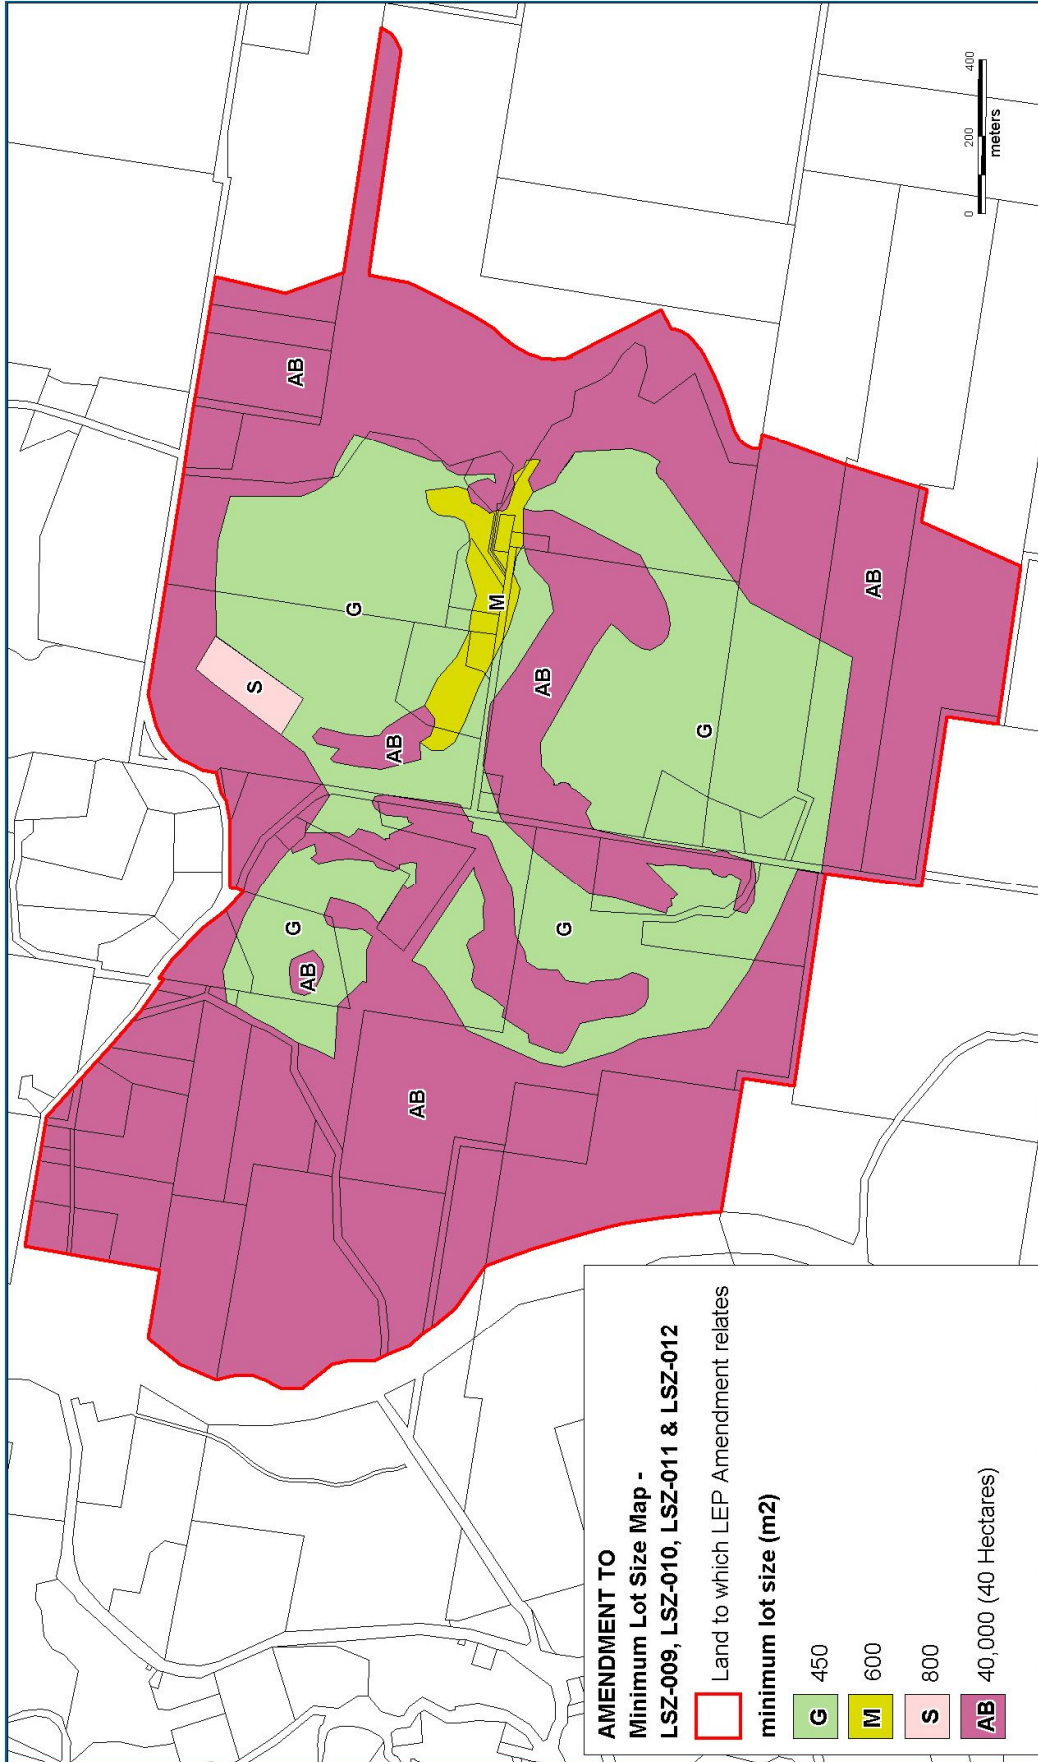 AMENDMENT TO
Minimum Lot Size Map -
LSZ-009, LSZ-010, LSZ-011 & LSZ-012
Land to which LEP Amendment relates
minimum lot size (m2)
G 450
M 600
S 800
AB 40,000 (40 Hectares)
AB
AB
G
AB
G
S
AB
G
M
AB
G
AB
AB
0 200 400
meters